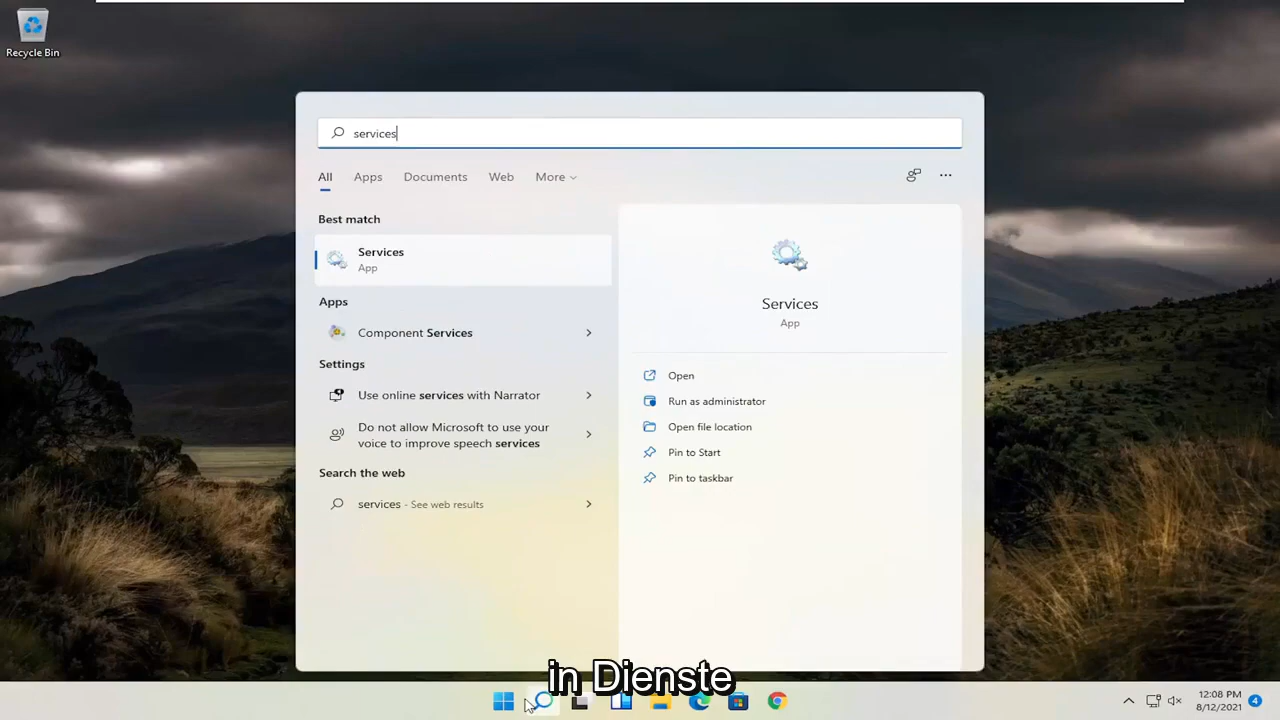 Recycle Bin
services
All Apps Documents Web More
Best match
Services
App
Apps
Component Services
Settings
Use online services with Narrator
Do not allow Microsoft to use your
voice to improve speech services
Search the web
services - See web results
Services
App
Open
Run as administrator
Open file location
Pin to Start
Pin to taskbar
in Dienste
12:08 PM
8/12/2021
4